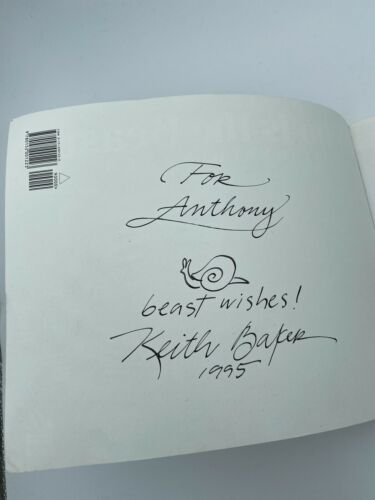 For
Anthony
beast wishes!
Keith Baker
1995